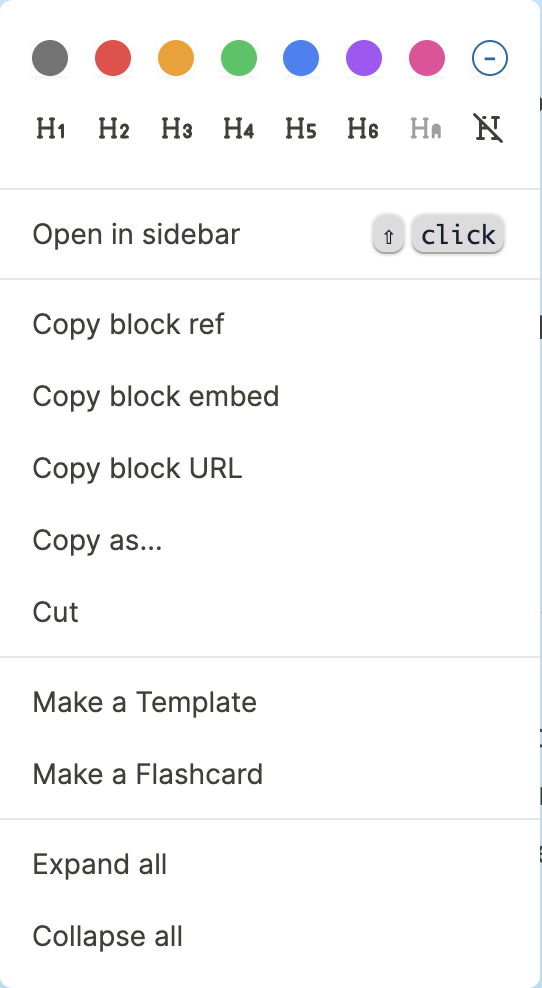 H1 H2 H3 H4 H5 H6 HA H
Open in sidebar ⇧ click
Copy block ref
Copy block embed
Copy block URL
Copy as...
Cut
Make a Template
Make a Flashcard
Expand all
Collapse all